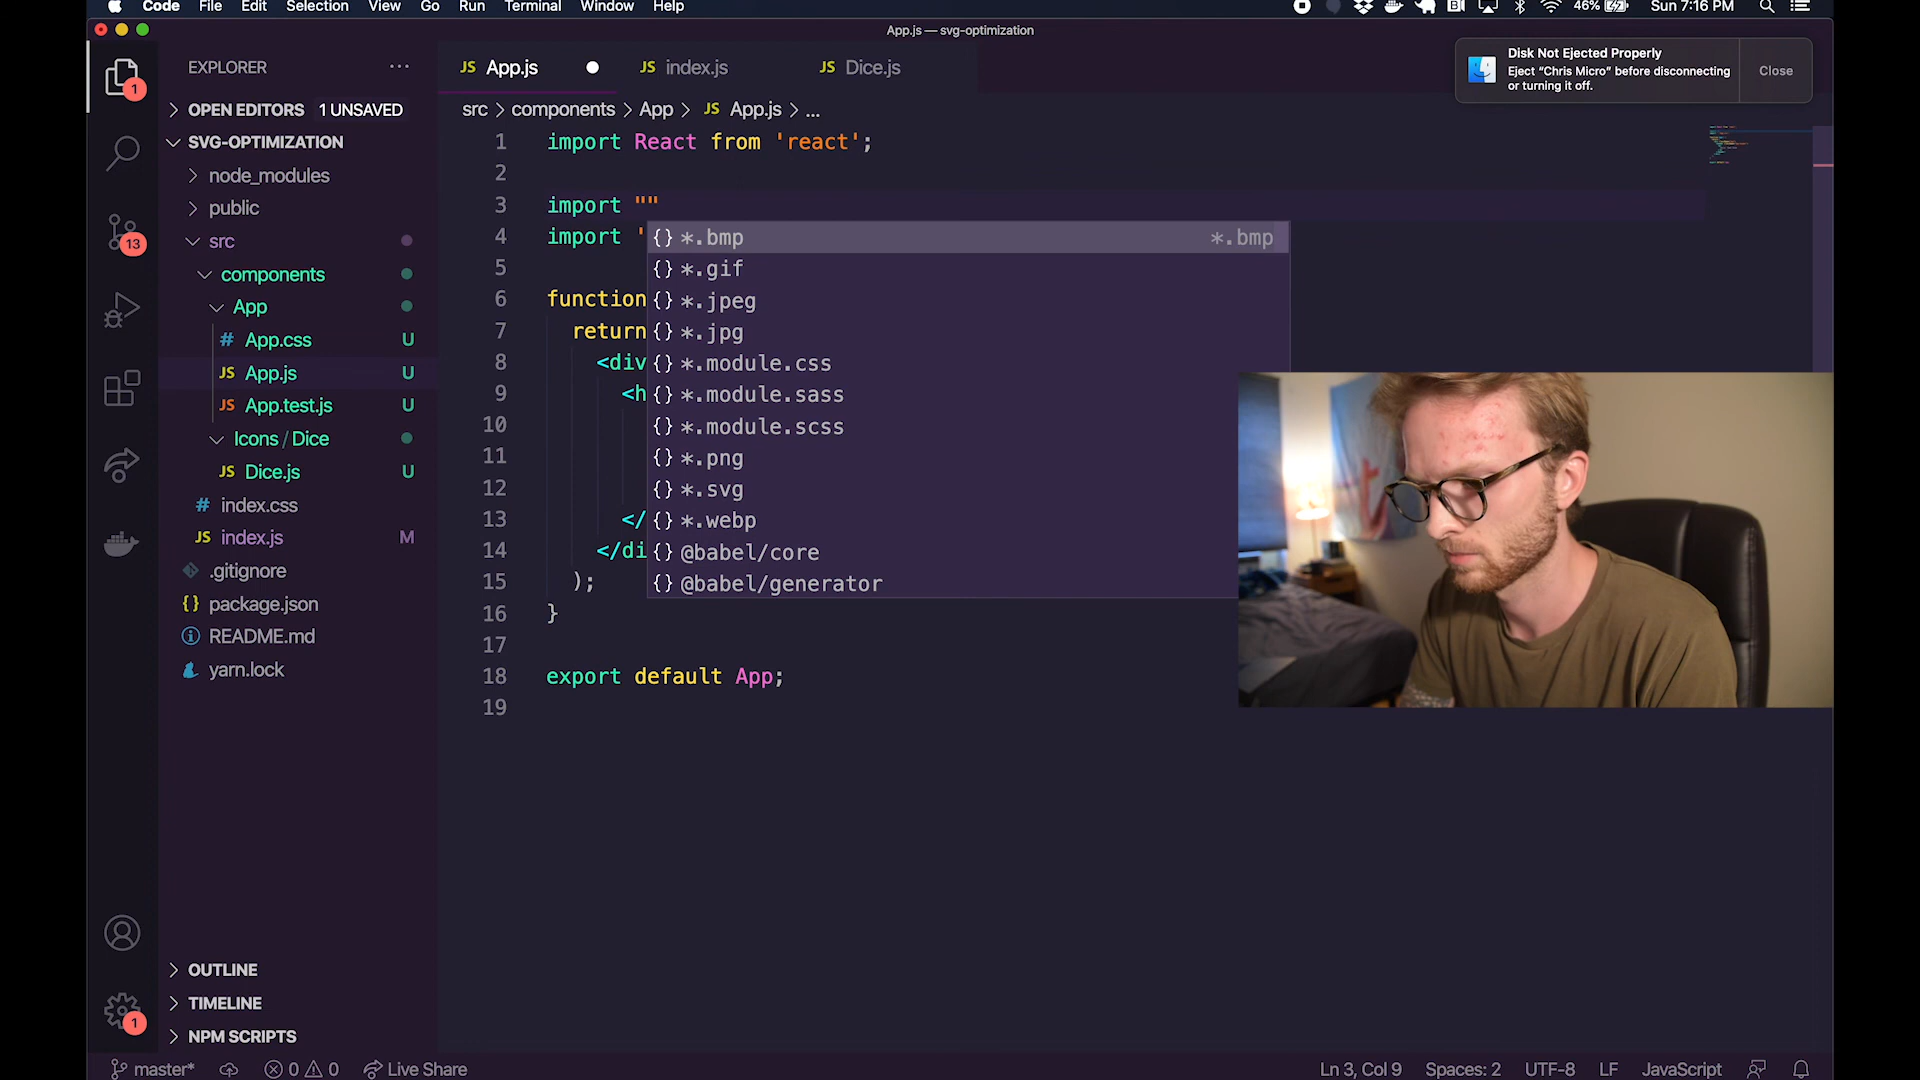 Code File Edit Selection View Go Run Terminal Window Help 46% Sun 7:16 PM
App.js — svg-optimization
Disk Not Ejected Properly
Eject “Chris Micro” before disconnecting
or turning it off.
Close
EXPLORER ···
JS App.js JS index.js JS Dice.js
1
OPEN EDITORS 1 UNSAVED
src > components > App > JS App.js > ...
SVG-OPTIMIZATION
node_modules
public
src
13
components
App
# App.css U
JS App.js U
JS App.test.js U
Icons / Dice
JS Dice.js U
# index.css
JS index.js M
.gitignore
{} package.json
README.md
yarn.lock
OUTLINE
TIMELINE
1
NPM SCRIPTS
1 import React from 'react';
2
3 import ""
4 import '
5
6 function
7 return
8 <div
9 <h
10
11
12
13 </
14 </di
15 );
16 }
17
18 export default App;
19
{} *.bmp *.bmp
{} *.gif
{} *.jpeg
{} *.jpg
{} *.module.css
{} *.module.sass
{} *.module.scss
{} *.png
{} *.svg
{} *.webp
{} @babel/core
{} @babel/generator
master* 0 0 Live Share Ln 3, Col 9 Spaces: 2 UTF-8 LF JavaScript